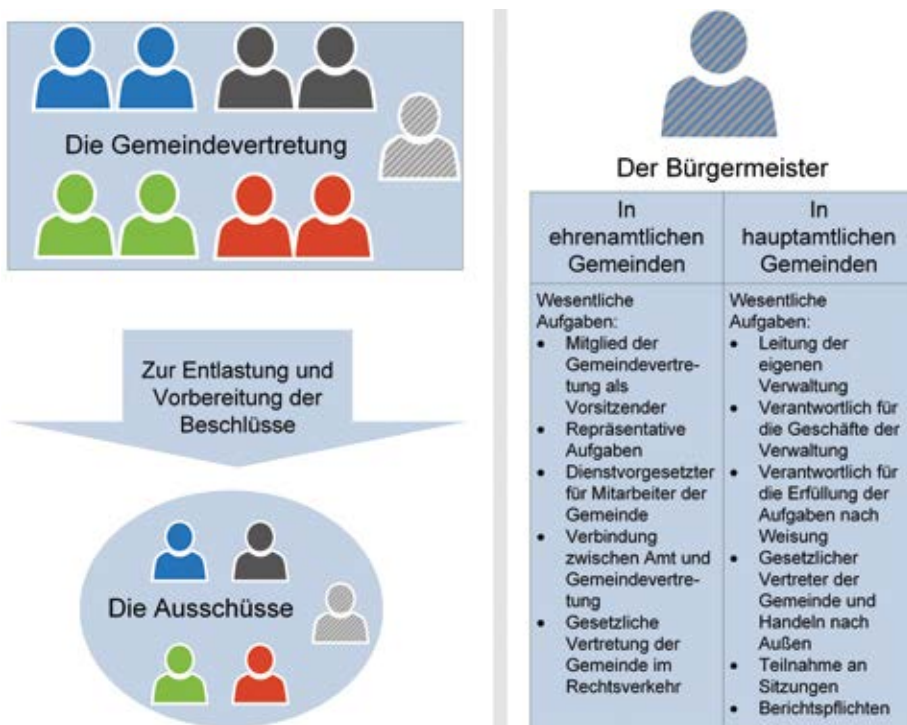 Die Gemeindevertretung
Zur Entlastung und
Vorbereitung der
Beschlüsse
Die Ausschüsse
Der Bürgermeister
In
ehrenamtlichen
Gemeinden
Wesentliche
Aufgaben:
• Mitglied der
Gemeindevertre-
tung als
Vorsitzender
• Repräsentative
Aufgaben
• Dienstvorgesetzter
für Mitarbeiter der
Gemeinde
• Verbindung
zwischen Amt und
Gemeindevertre-
tung
• Gesetzliche
Vertretung der
Gemeinde im
Rechtsverkehr
In
hauptamtlichen
Gemeinden
Wesentliche
Aufgaben:
• Leitung der
eigenen
Verwaltung
• Verantwortlich für
die Geschäfte der
Verwaltung
• Verantwortlich für
die Erfüllung der
Aufgaben nach
Weisung
• Gesetzlicher
Vertreter der
Gemeinde und
Handeln nach
Außen
• Teilnahme an
Sitzungen
• Berichtspflichten